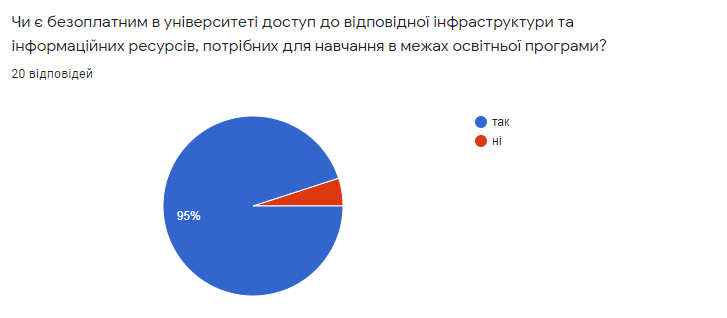 Чи є безоплатним в університеті доступ до відповідної інфраструктури та
інформаційних ресурсів, потрібних для навчання в межах освітньої програми?
20 відповідей
так
ні
95%